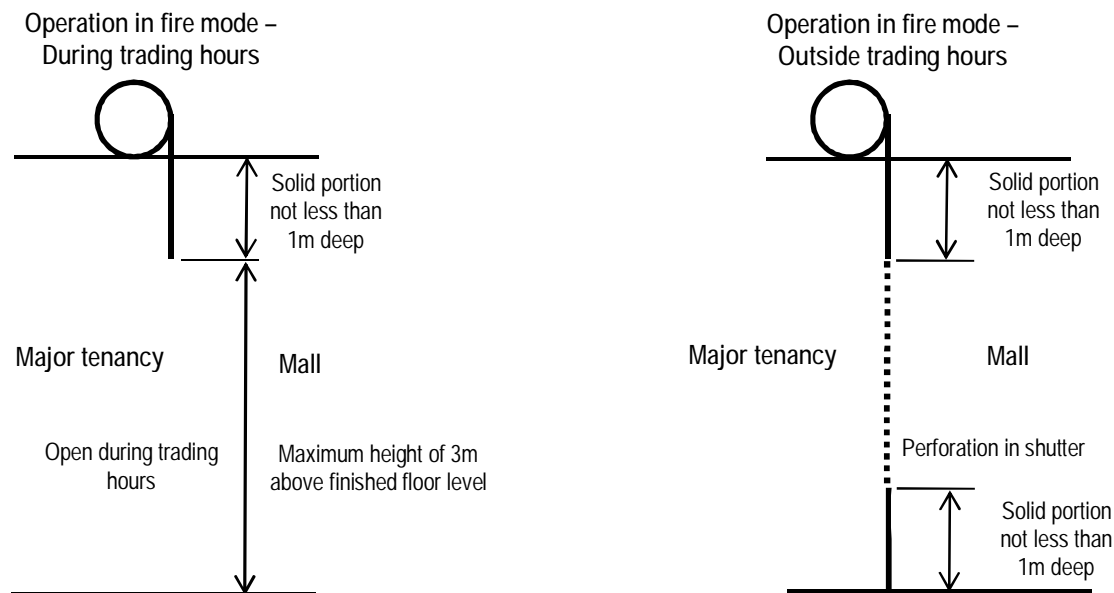 Operation in fire mode –
During trading hours
Solid portion
not less than
1m deep
Major tenancy
Mall
Open during trading
hours
Maximum height of 3m
above finished floor level
Operation in fire mode –
Outside trading hours
Solid portion
not less than
1m deep
Major tenancy
Mall
Perforation in shutter
Solid portion
not less than
1m deep